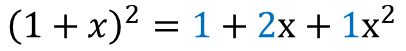 (1 + x)² = 1 + 2x + 1x²